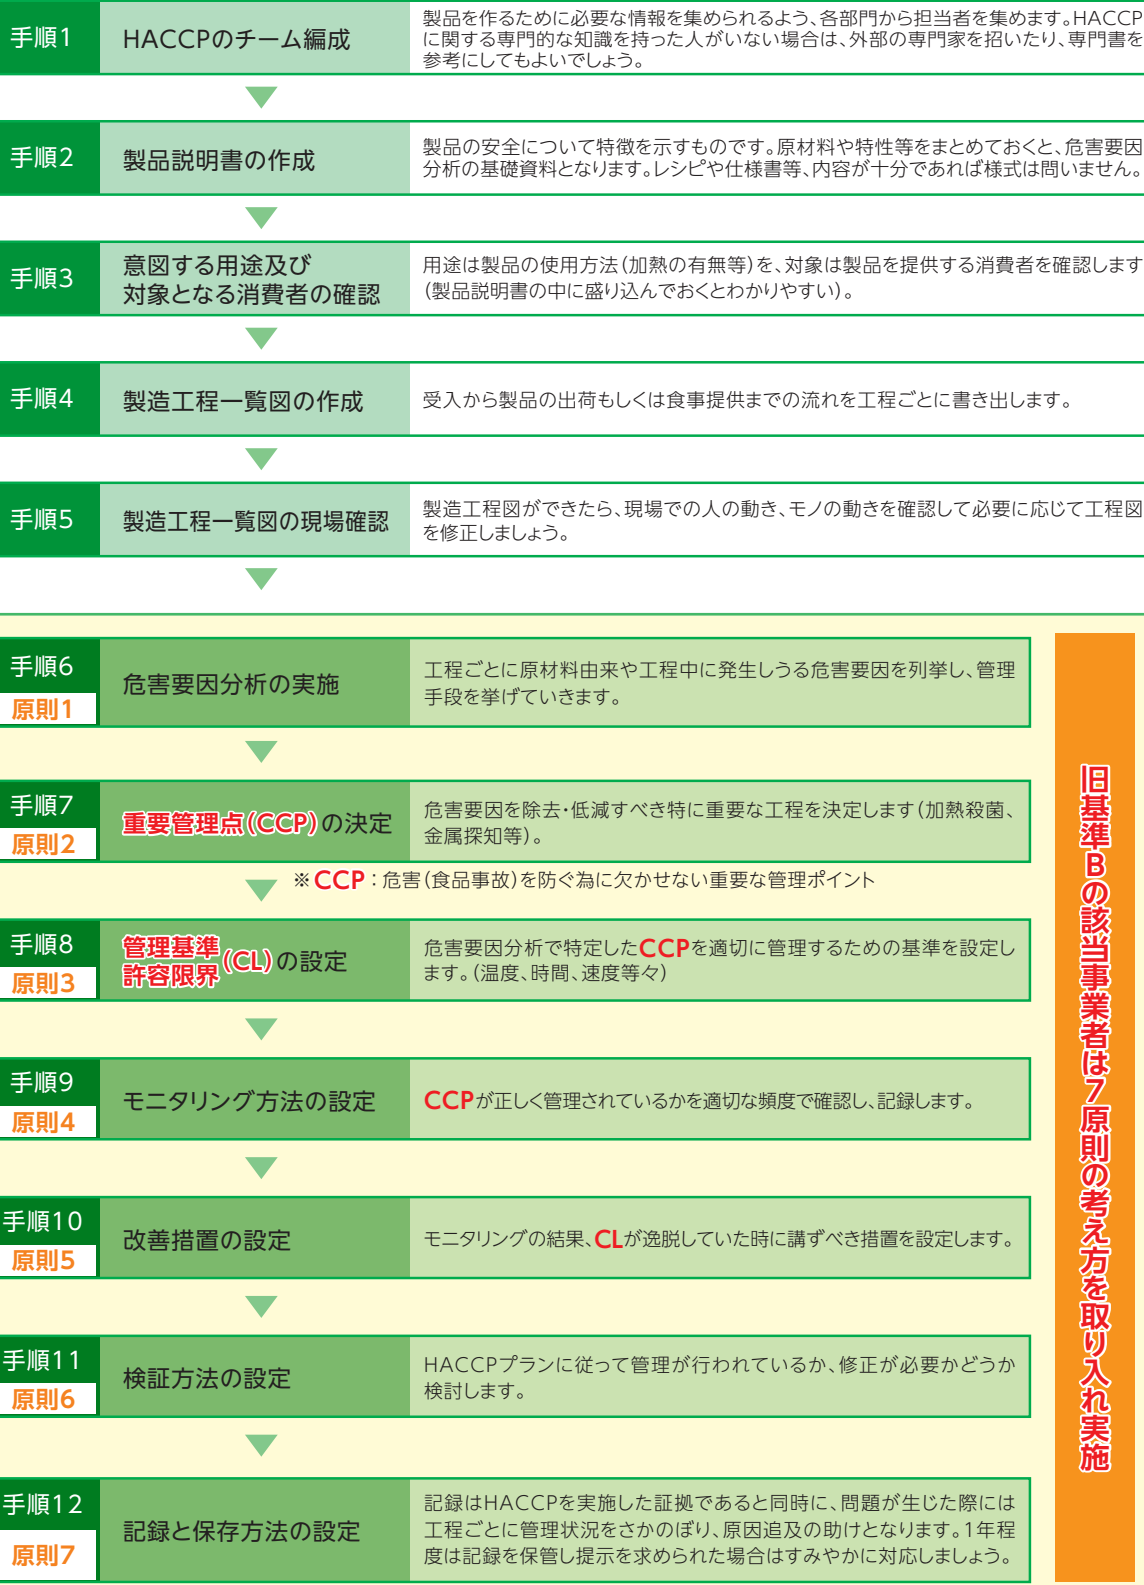 手順1
HACCPのチーム編成
製品を作るために必要な情報を集められるよう、各部門から担当者を集めます。HACCP
に関する専門的な知識を持った人がいない場合は、外部の専門家を招いたり、専門書を
参考にしてもよいでしょう。
手順2
製品説明書の作成
製品の安全について特徴を示すものです。原材料や特性等をまとめておくと、危害要因
分析の基礎資料となります。レシピや仕様書等、内容が十分であれば様式は問いません。
手順3
意図する用途及び
対象となる消費者の確認
用途は製品の使用方法(加熱の有無等)を、対象は製品を提供する消費者を確認します
(製品説明書の中に盛り込んでおくとわかりやすい)。
手順4
製造工程一覧図の作成
受入から製品の出荷もしくは食事提供までの流れを工程ごとに書き出します。
手順5
製造工程一覧図の現場確認
製造工程図ができたら、現場での人の動き、モノの動きを確認して必要に応じて工程図
を修正しましょう。
手順6
原則1
危害要因分析の実施
工程ごとに原材料由来や工程中に発生しうる危害要因を列挙し、管理
手段を挙げていきます。
手順7
原則2
重要管理点(CCP)の決定
危害要因を除去・低減すべき特に重要な工程を決定します(加熱殺菌、
金属探知等)。
※CCP:危害(食品事故)を防ぐ為に欠かせない重要な管理ポイント
手順8
原則3
管理基準
許容限界
(CL)の設定
危害要因分析で特定したCCPを適切に管理するための基準を設定し
ます。(温度、時間、速度等々)
手順9
原則4
モニタリング方法の設定
CCPが正しく管理されているかを適切な頻度で確認し、記録します。
手順10
原則5
改善措置の設定
モニタリングの結果、CLが逸脱していた時に講ずべき措置を設定します。
手順11
原則6
検証方法の設定
HACCPプランに従って管理が行われているか、修正が必要かどうか
検討します。
手順12
原則7
記録と保存方法の設定
記録はHACCPを実施した証拠であると同時に、問題が生じた際には
工程ごとに管理状況をさかのぼり、原因追及の助けとなります。1年程
度は記録を保管し提示を求められた場合はすみやかに対応しましょう。
旧基準Bの該当事業者は7原則の考え方を取り入れ実施